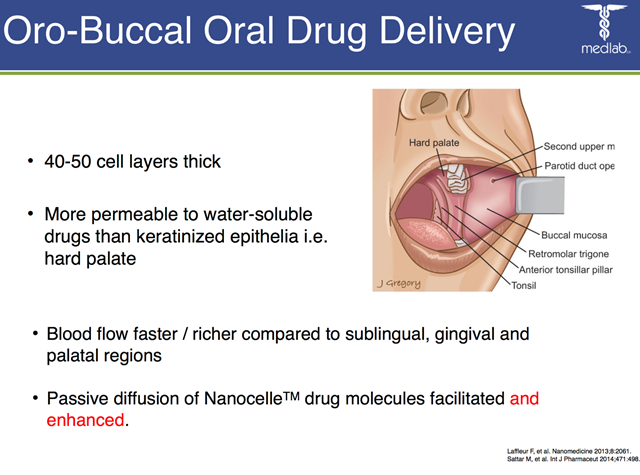 Oro-Buccal Oral Drug Delivery
medlab™
• 40-50 cell layers thick
• More permeable to water-soluble
drugs than keratinized epithelia i.e.
hard palate
Hard palate
Second upper m
Parotid duct ope
Buccal mucosa
Retromolar trigone
Anterior tonsillar pillar
Tonsil
J Gregory
• Blood flow faster / richer compared to sublingual, gingival and
palatal regions
• Passive diffusion of Nanocelle™ drug molecules facilitated and
enhanced.
Laffleur F, et al. Nanomedicine 2013;8:2061.
Sattar M, et al. Int J Pharmaceut 2014;471:498.